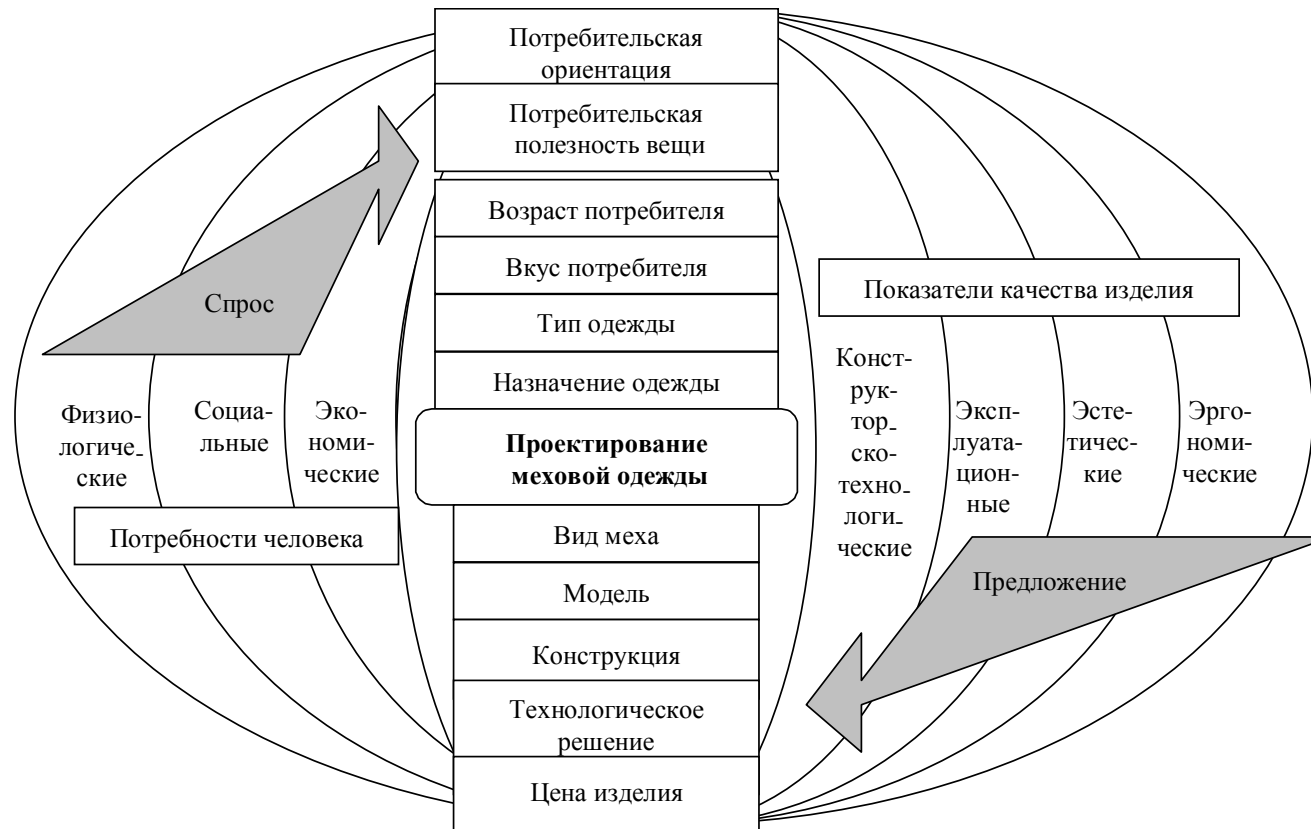 Потребительская
ориентация
Потребительская
полезность вещи
Возраст потребителя
Вкус потребителя
Тип одежды
Назначение одежды
Проектирование
меховой одежды
Вид меха
Модель
Конструкция
Технологическое
решение
Цена изделия
Спрос
Физио-
логиче-
ские
Социа-
льные
Эко-
номи-
ческие
Потребности человека
Показатели качества изделия
Конст-
рук-
тор-
ско-
техно-
логи-
ческие
Эксп-
луата-
цион-
ные
Эсте-
тичес-
кие
Эрго-
номи-
ческие
Предложение